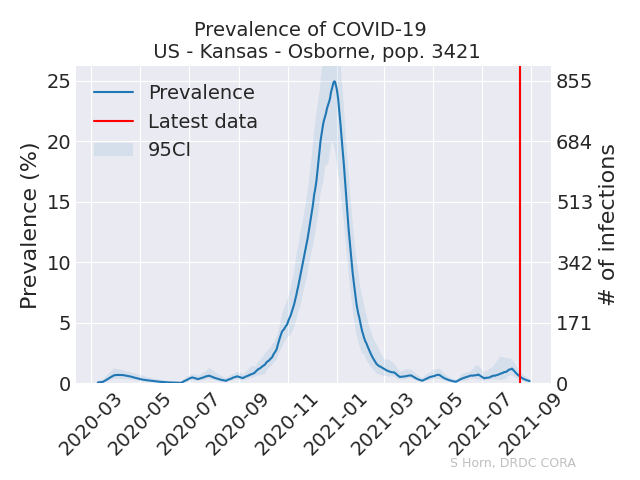 Prevalence of COVID-19
US - Kansas - Osborne, pop. 3421
Prevalence
Latest data
95CI
Prevalence (%)
25
20
15
10
5
0
855
684
513
342
171
0
# of infections
2020-03
2020-05
2020-07
2020-09
2020-11
2021-01
2021-03
2021-05
2021-07
2021-09
S Horn, DRDC CORA